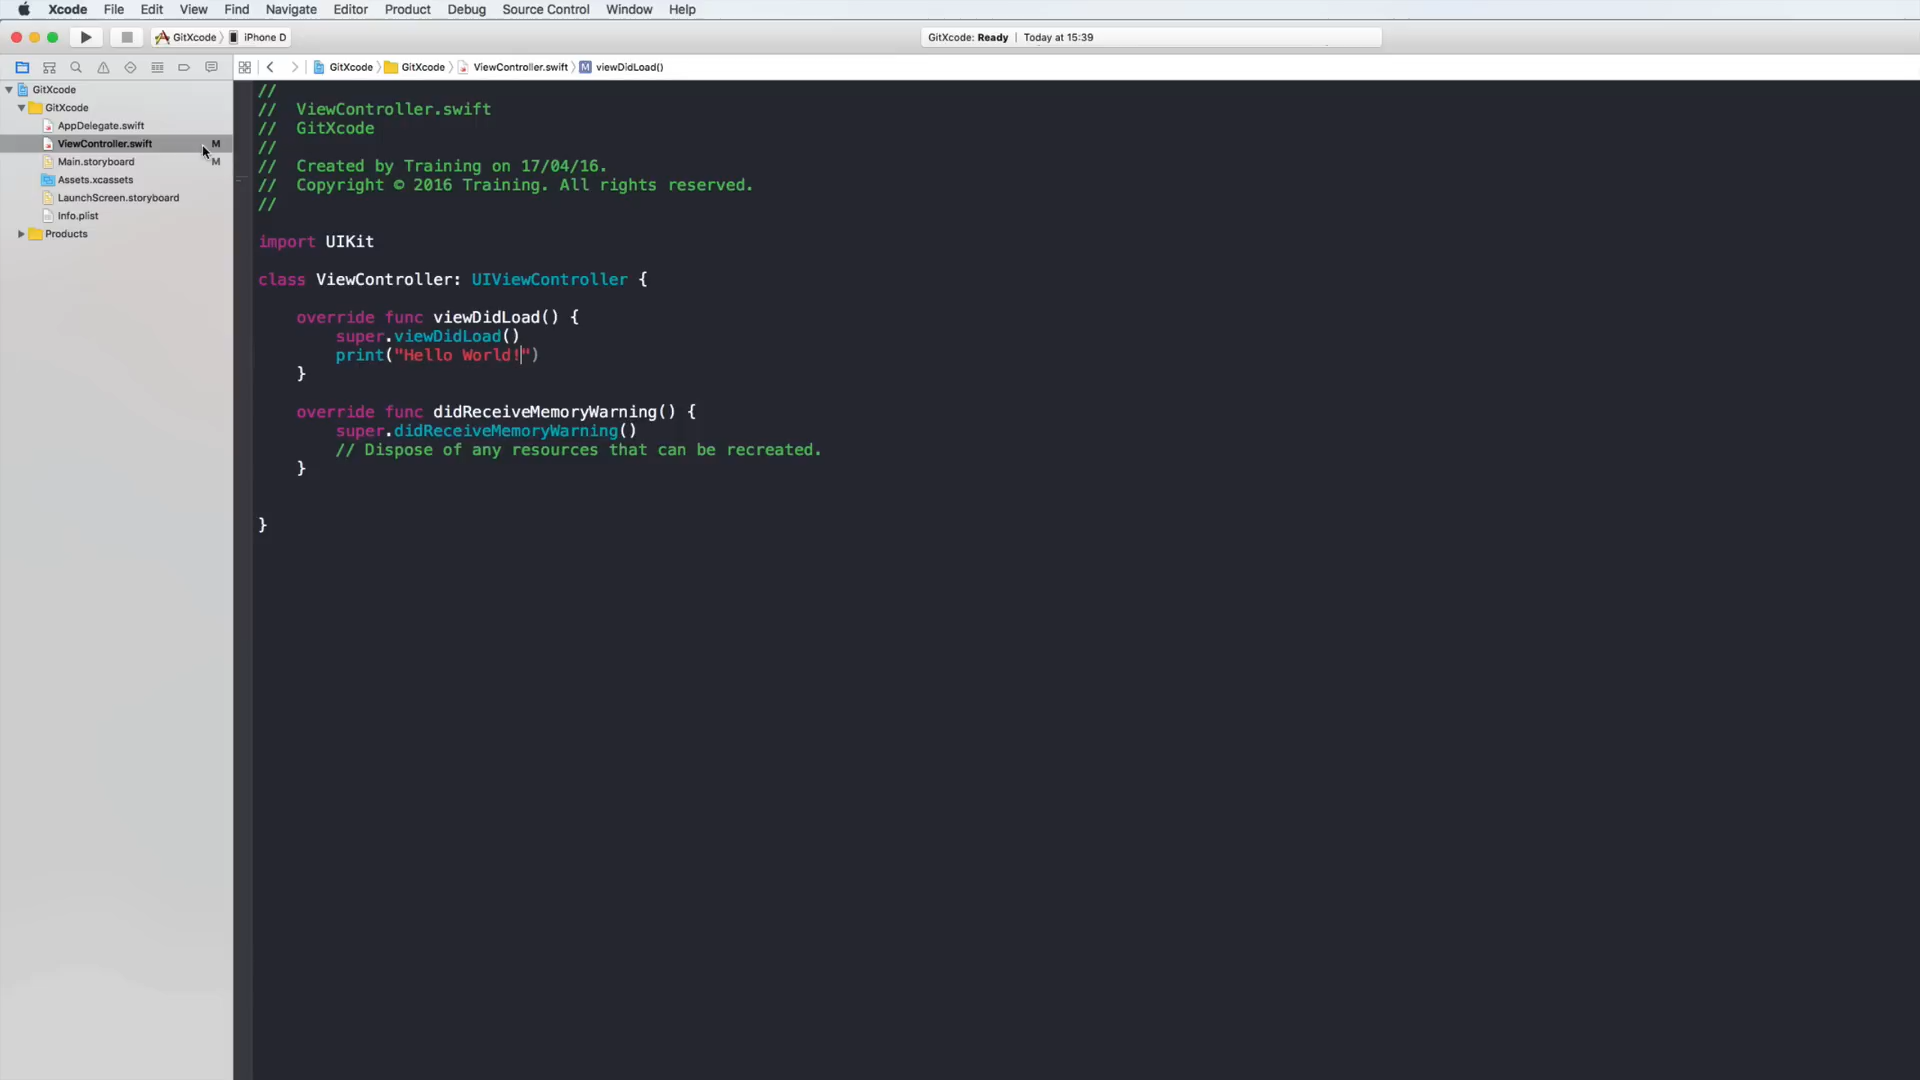 Xcode File Edit View Find Navigate Editor Product Debug Source Control Window Help
GitXcode iPhone D GitXcode: Ready | Today at 15:39
GitXcode GitXcode ViewController.swift M viewDidLoad()
GitXcode
GitXcode
AppDelegate.swift
ViewController.swift M
Main.storyboard M
Assets.xcassets
LaunchScreen.storyboard
Info.plist
Products
//
// ViewController.swift
// GitXcode
//
// Created by Training on 17/04/16.
// Copyright © 2016 Training. All rights reserved.
//
import UIKit
class ViewController: UIViewController {
override func viewDidLoad() {
super.viewDidLoad()
print("Hello World!")
}
override func didReceiveMemoryWarning() {
super.didReceiveMemoryWarning()
// Dispose of any resources that can be recreated.
}
}